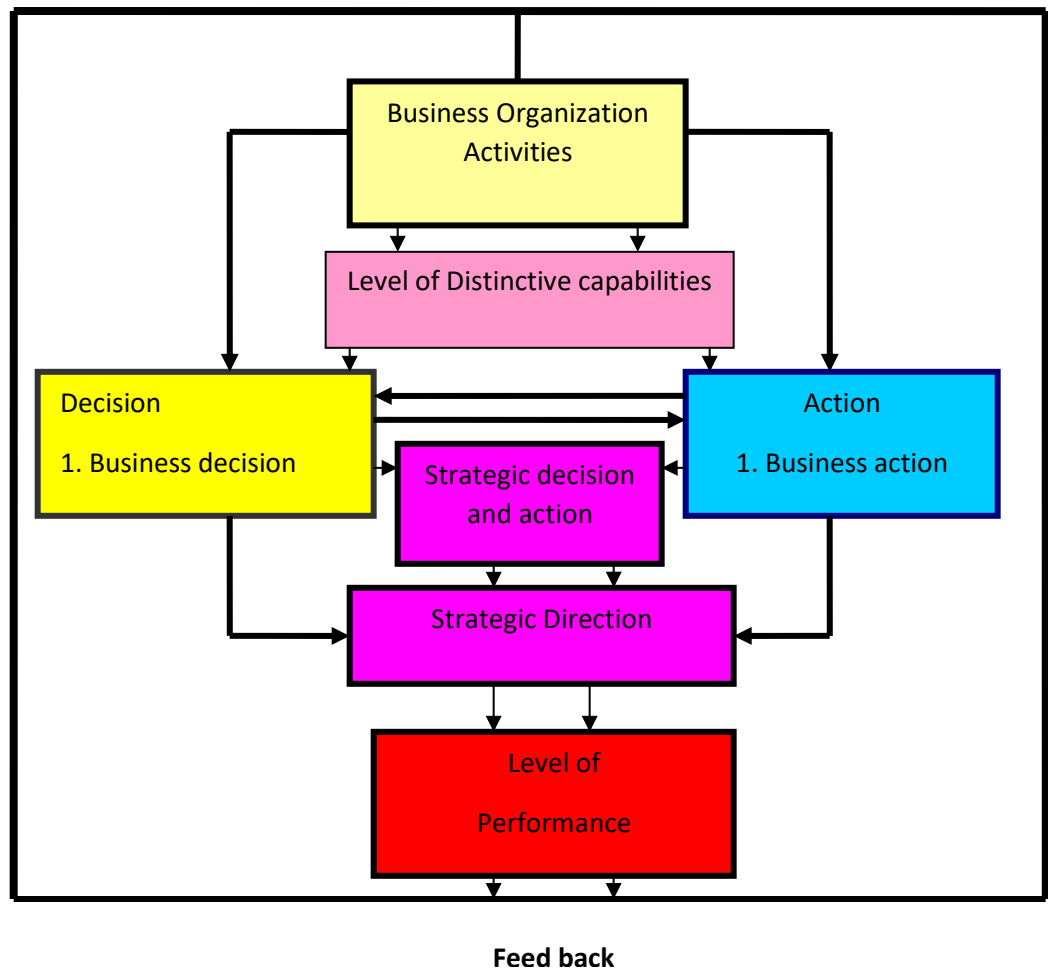 Business Organization
Activities
Level of Distinctive capabilities
Decision
1. Business decision
Action
1. Business action
Strategic decision
and action
Strategic Direction
Level of
Performance
Feed back